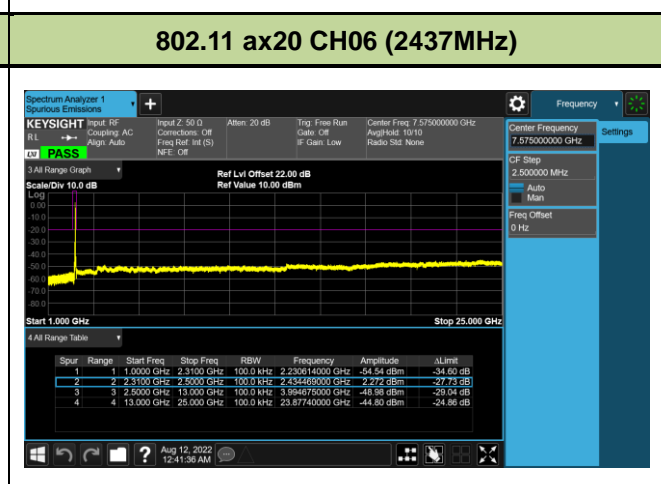 802.11 ax20 CH06 (2437MHz)
Spectrum Analyzer 1
Spurious Emissions
Frequency
KEYSIGHT Input: RF Input Z: 50 Ω Atten: 20 dB Trig: Free Run Center Freq: 7.575000000 GHz
RL Coupling: AC Corrections: Off Gate: Off Avg|Hold: 10/10
Align: Auto Freq Ref: Int (S) IF Gain: Low Radio Std: None
LXI PASS NFE: Off
Center Frequency
7.575000000 GHz
Settings
CF Step
2.500000 MHz
Auto
Man
Freq Offset
0 Hz
3 All Range Graph
Ref Lvl Offset 22.00 dB
Scale/Div 10.0 dB Ref Value 10.00 dBm
Log
0.00
-10.0
-20.0
-30.0
-40.0
-50.0
-60.0
-70.0
-80.0
Start 1.000 GHz Stop 25.000 GHz
4 All Range Table
Spur Range Start Freq Stop Freq RBW Frequency Amplitude ΔLimit
1 1 1.0000 GHz 2.3100 GHz 100.0 kHz 2.230614000 GHz -54.54 dBm -34.60 dB
2 2 2.3100 GHz 2.5000 GHz 100.0 kHz 2.434469000 GHz 2.272 dBm -27.73 dB
3 3 2.5000 GHz 13.000 GHz 100.0 kHz 3.994675000 GHz -48.98 dBm -29.04 dB
4 4 13.000 GHz 25.000 GHz 100.0 kHz 23.87740000 GHz -44.80 dBm -24.86 dB
? Aug 12, 2022
12:41:36 AM